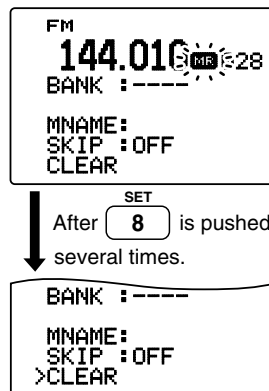 FM
144.010 MR 28
BANK :----
MNAME:
SKIP :OFF
CLEAR
SET
After 8 is pushed
several times.
BANK :----
MNAME:
SKIP :OFF
>CLEAR